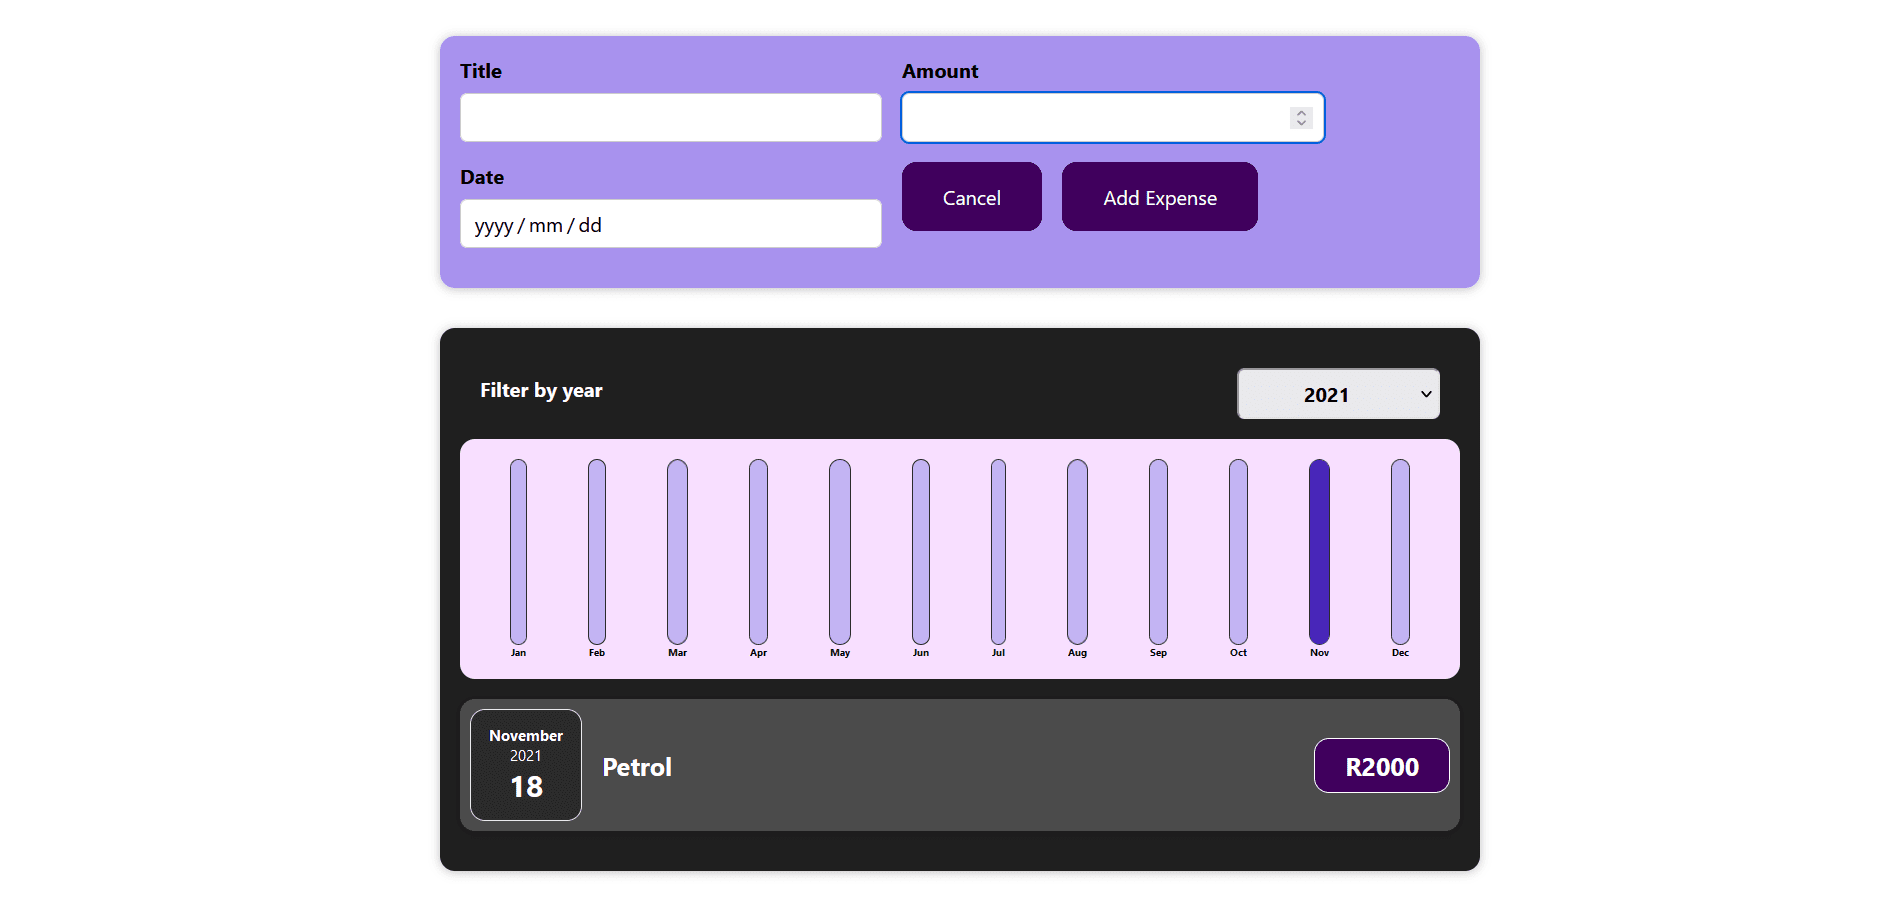 Title
Amount
Date
yyyy / mm / dd
Cancel
Add Expense
Filter by year
2021
Jan
Feb
Mar
Apr
May
Jun
Jul
Aug
Sep
Oct
Nov
Dec
November
2021
18
Petrol
R2000